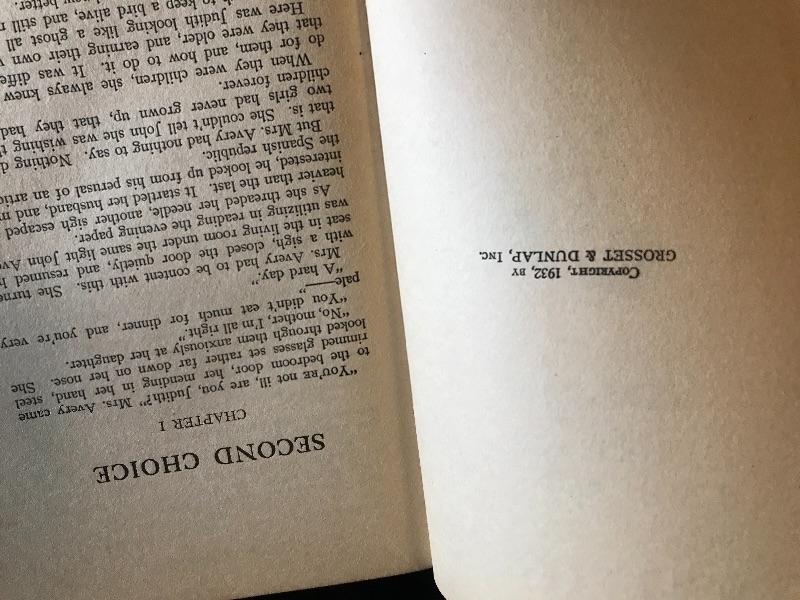 COPYRIGHT, 1932, BY
GROSSET & DUNLAP, INC.
SECOND CHOICE
CHAPTER I
"YOU'RE NOT ill, are you, Judith?" Mrs. Avery came
to the bedroom door, her mending in her hand, steel
rimmed glasses set rather far down on her nose. She
looked through them anxiously at her daughter.
"No, mother, I'm all right."
"You didn't eat much for dinner, and you're very
pale——"
"A hard day."
Mrs. Avery had to be content with this. She turne
with a sigh, closed the door quietly, and resumed h
seat in the living room under the same light John Ave
was utilizing in reading the evening paper.
As she threaded her needle, another sigh escaped
heavier than the last. It startled her husband, and m
interested, he looked up from his perusal of an artic
the Spanish republic.
But Mrs. Avery had nothing to say. Nothing d
that is. She couldn't tell John she was wishing th
two girls had never grown up, that they had
children forever.
When they were children, she always knew
do for them, and how to do it. It was differ
that they were older, and earning their own
Here was Judith looking like a ghost all
to keep a bird alive, and still
better.